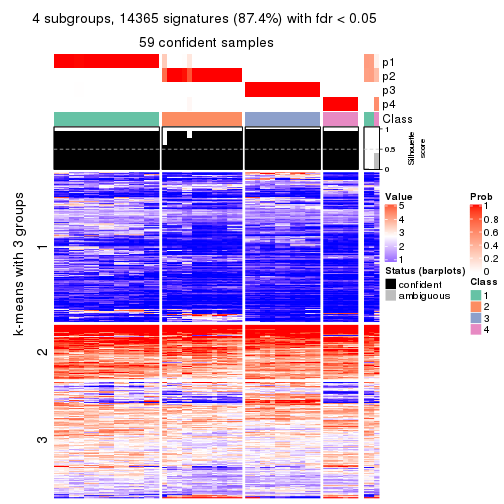 4 subgroups, 14365 signatures (87.4%) with fdr < 0.05
59 confident samples
p1
p2
p3
p4
Class
1
0.5
0
Silhouette
score
k-means with 3 groups
1
2
3
Value
5
4
3
2
1
Status (barplots)
confident
ambiguous
Prob
1
0.8
0.6
0.4
0.2
0
Class
1
2
3
4